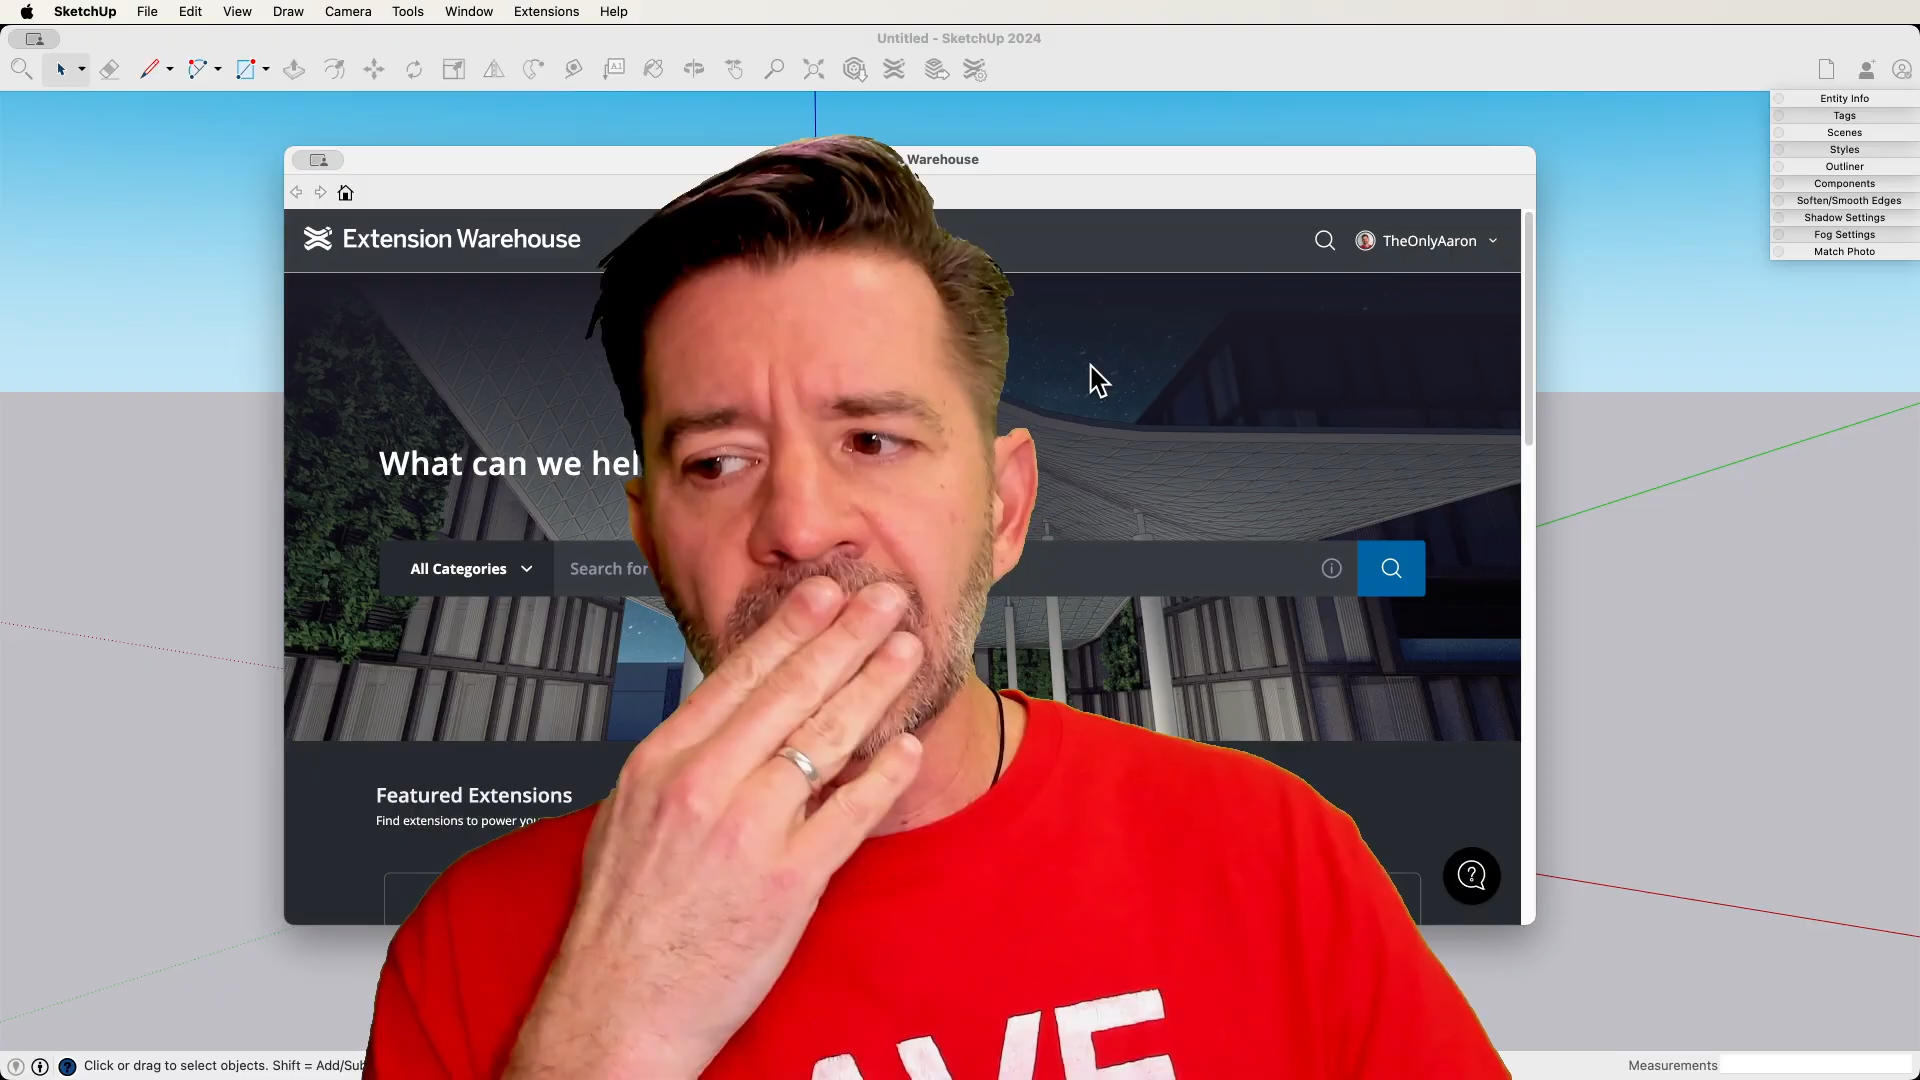 SketchUp File Edit View Draw Camera Tools Window Extensions Help
Untitled - SketchUp 2024
A1
Entity Info
Tags
Scenes
Styles
Outliner
Components
Soften/Smooth Edges
Shadow Settings
Fog Settings
Match Photo
Warehouse
Extension Warehouse
TheOnlyAaron
What can we hel
All Categories
Search for
Featured Extensions
Find extensions to power you
AVE
Click or drag to select objects. Shift = Add/Sub
Measurements